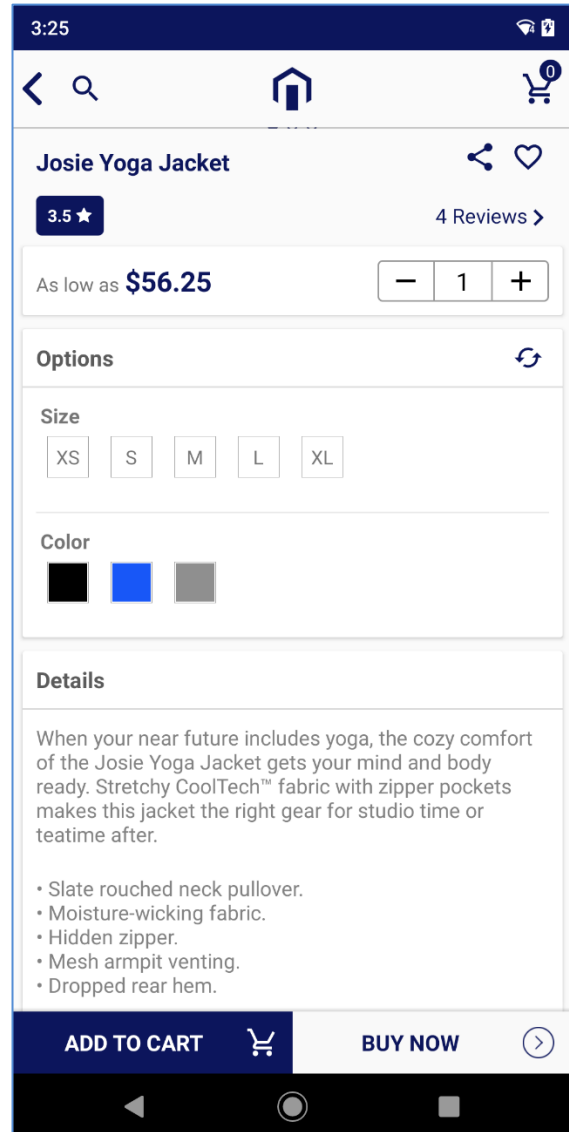 3:25
0
Josie Yoga Jacket
3.5 ★
4 Reviews
As low as $56.25
1
Options
Size
XS S M L XL
Color
Details
When your near future includes yoga, the cozy comfort
of the Josie Yoga Jacket gets your mind and body
ready. Stretchy CoolTech™ fabric with zipper pockets
makes this jacket the right gear for studio time or
teatime after.
• Slate rouched neck pullover.
• Moisture-wicking fabric.
• Hidden zipper.
• Mesh armpit venting.
• Dropped rear hem.
ADD TO CART
BUY NOW